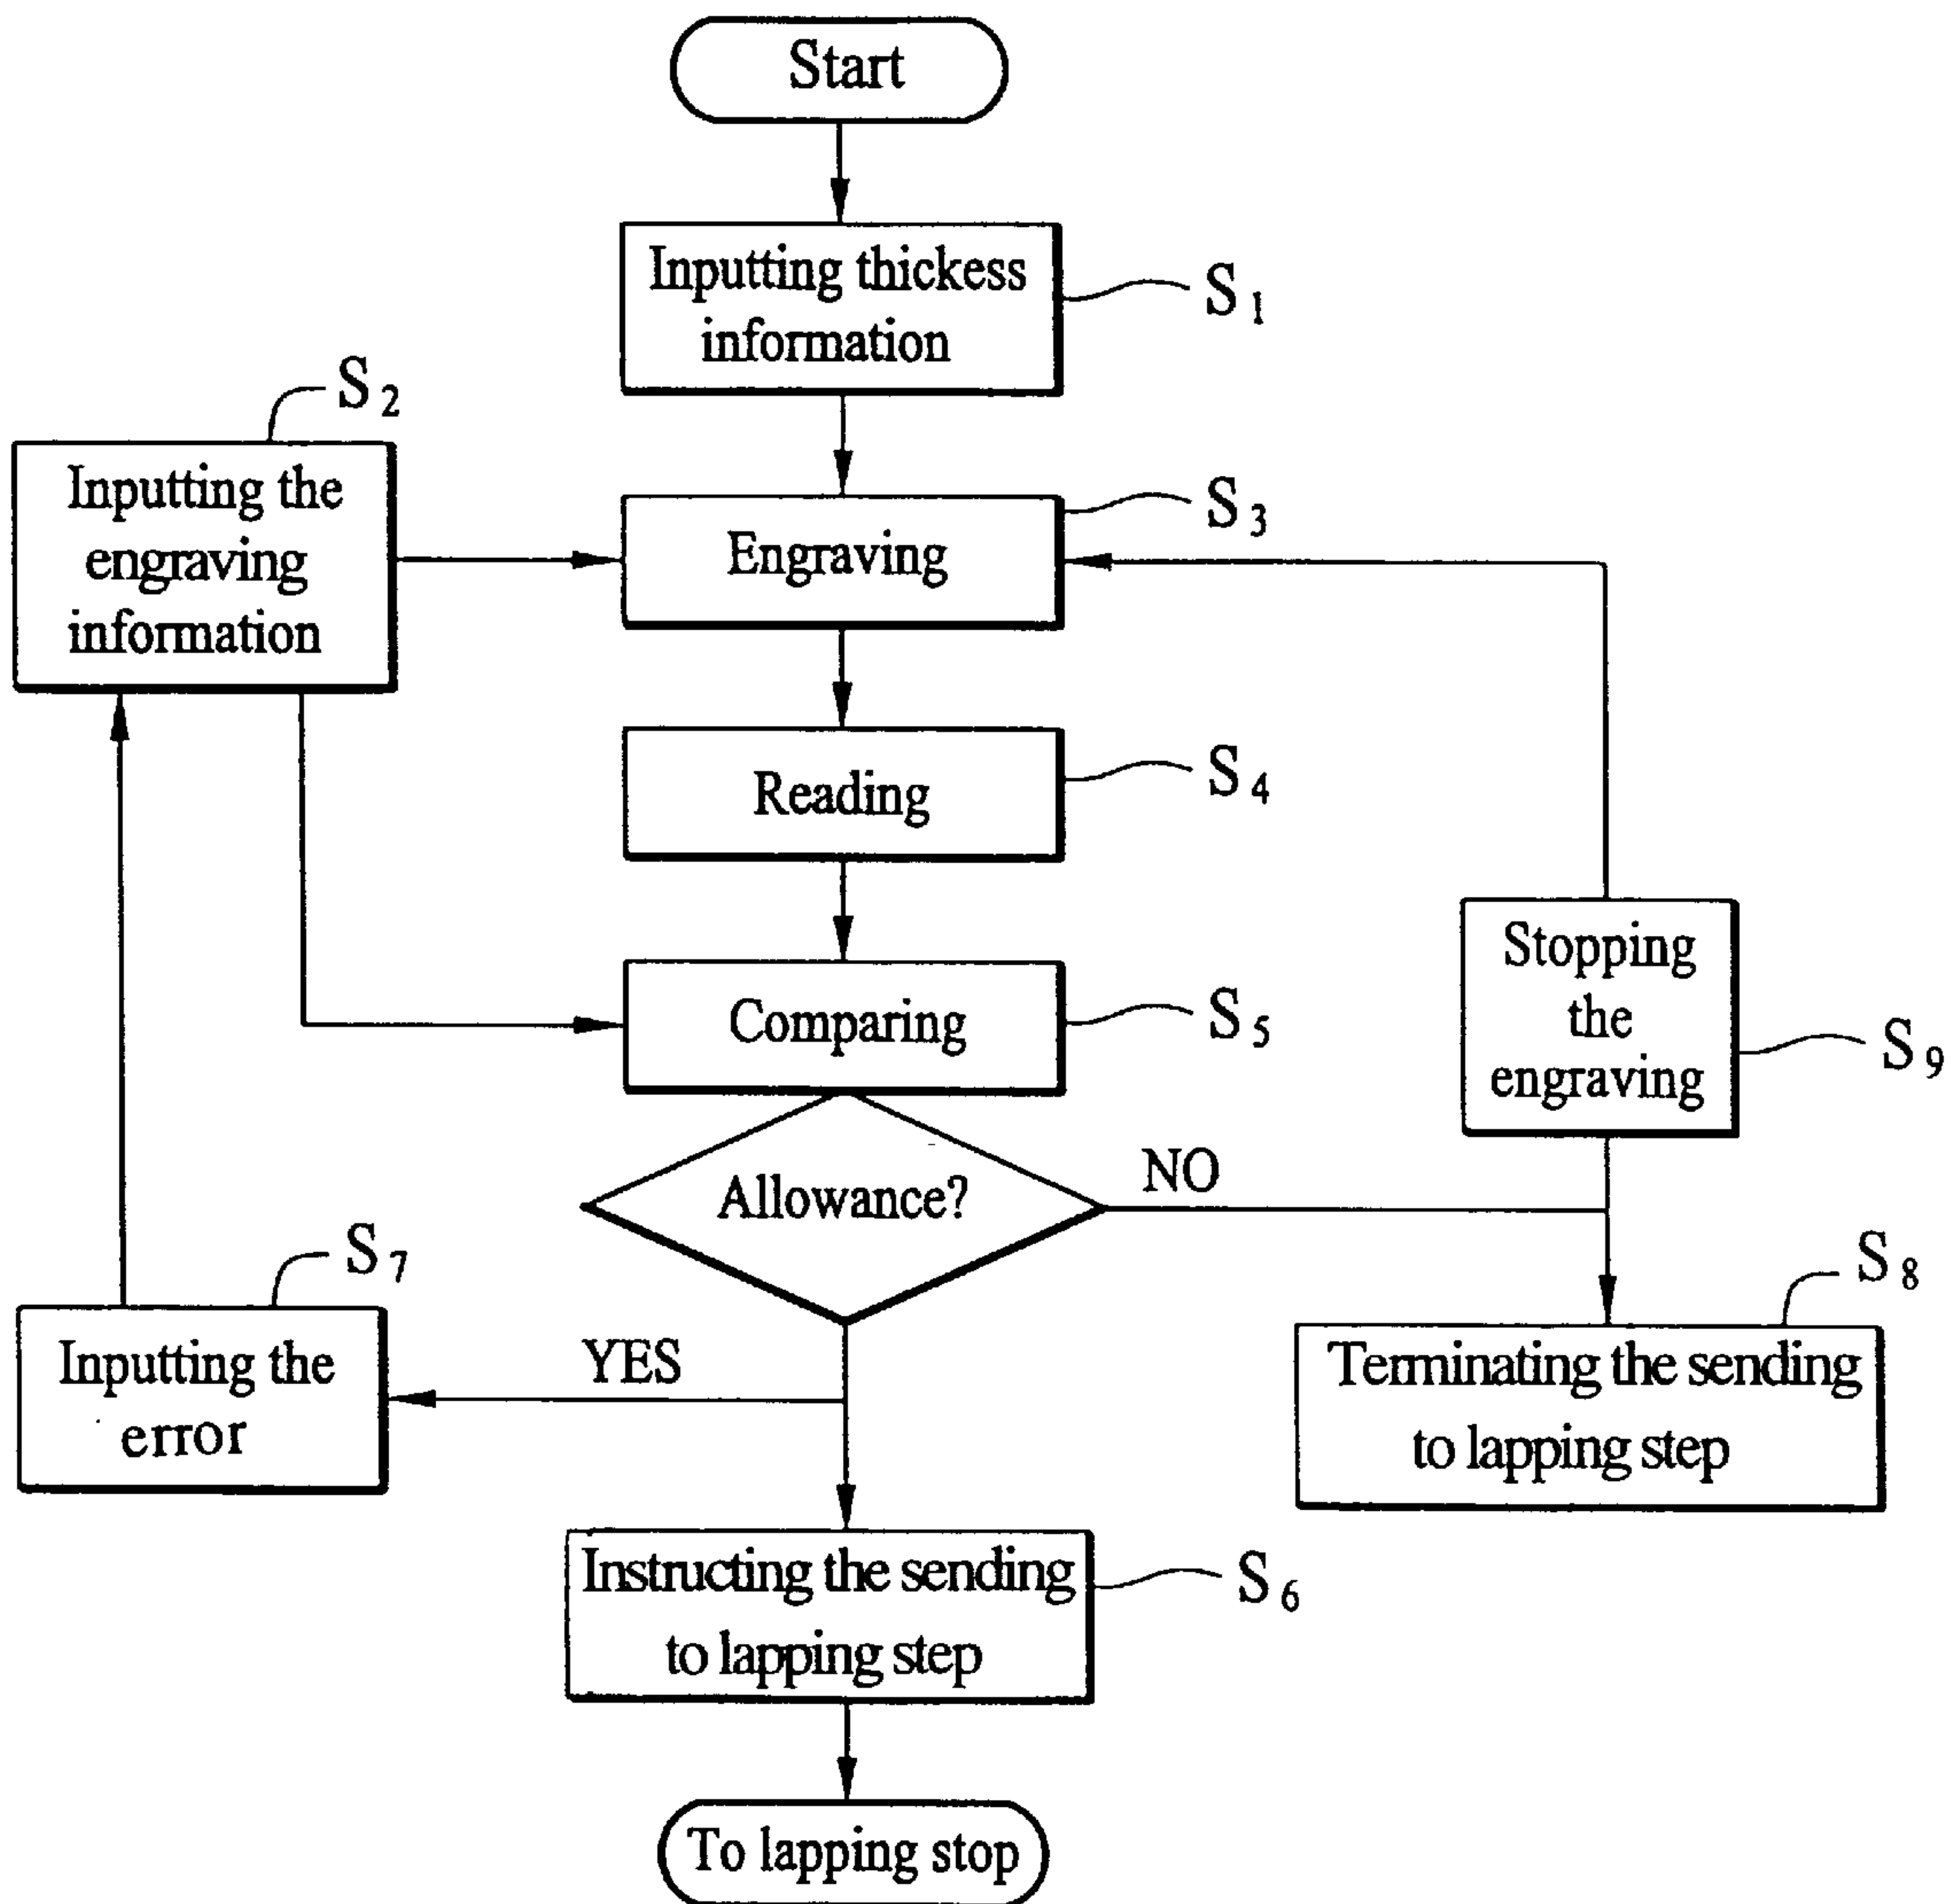 Start
Inputting thickess
information
S1
S2
Inputting the
engraving
information
Engraving
S3
Reading
S4
Comparing
S5
Stopping
the
engraving
S9
Allowance?
NO
YES
S7
Inputting the
error
S8
Terminating the sending
to lapping step
Instructing the sending
to lapping step
S6
To lapping stop